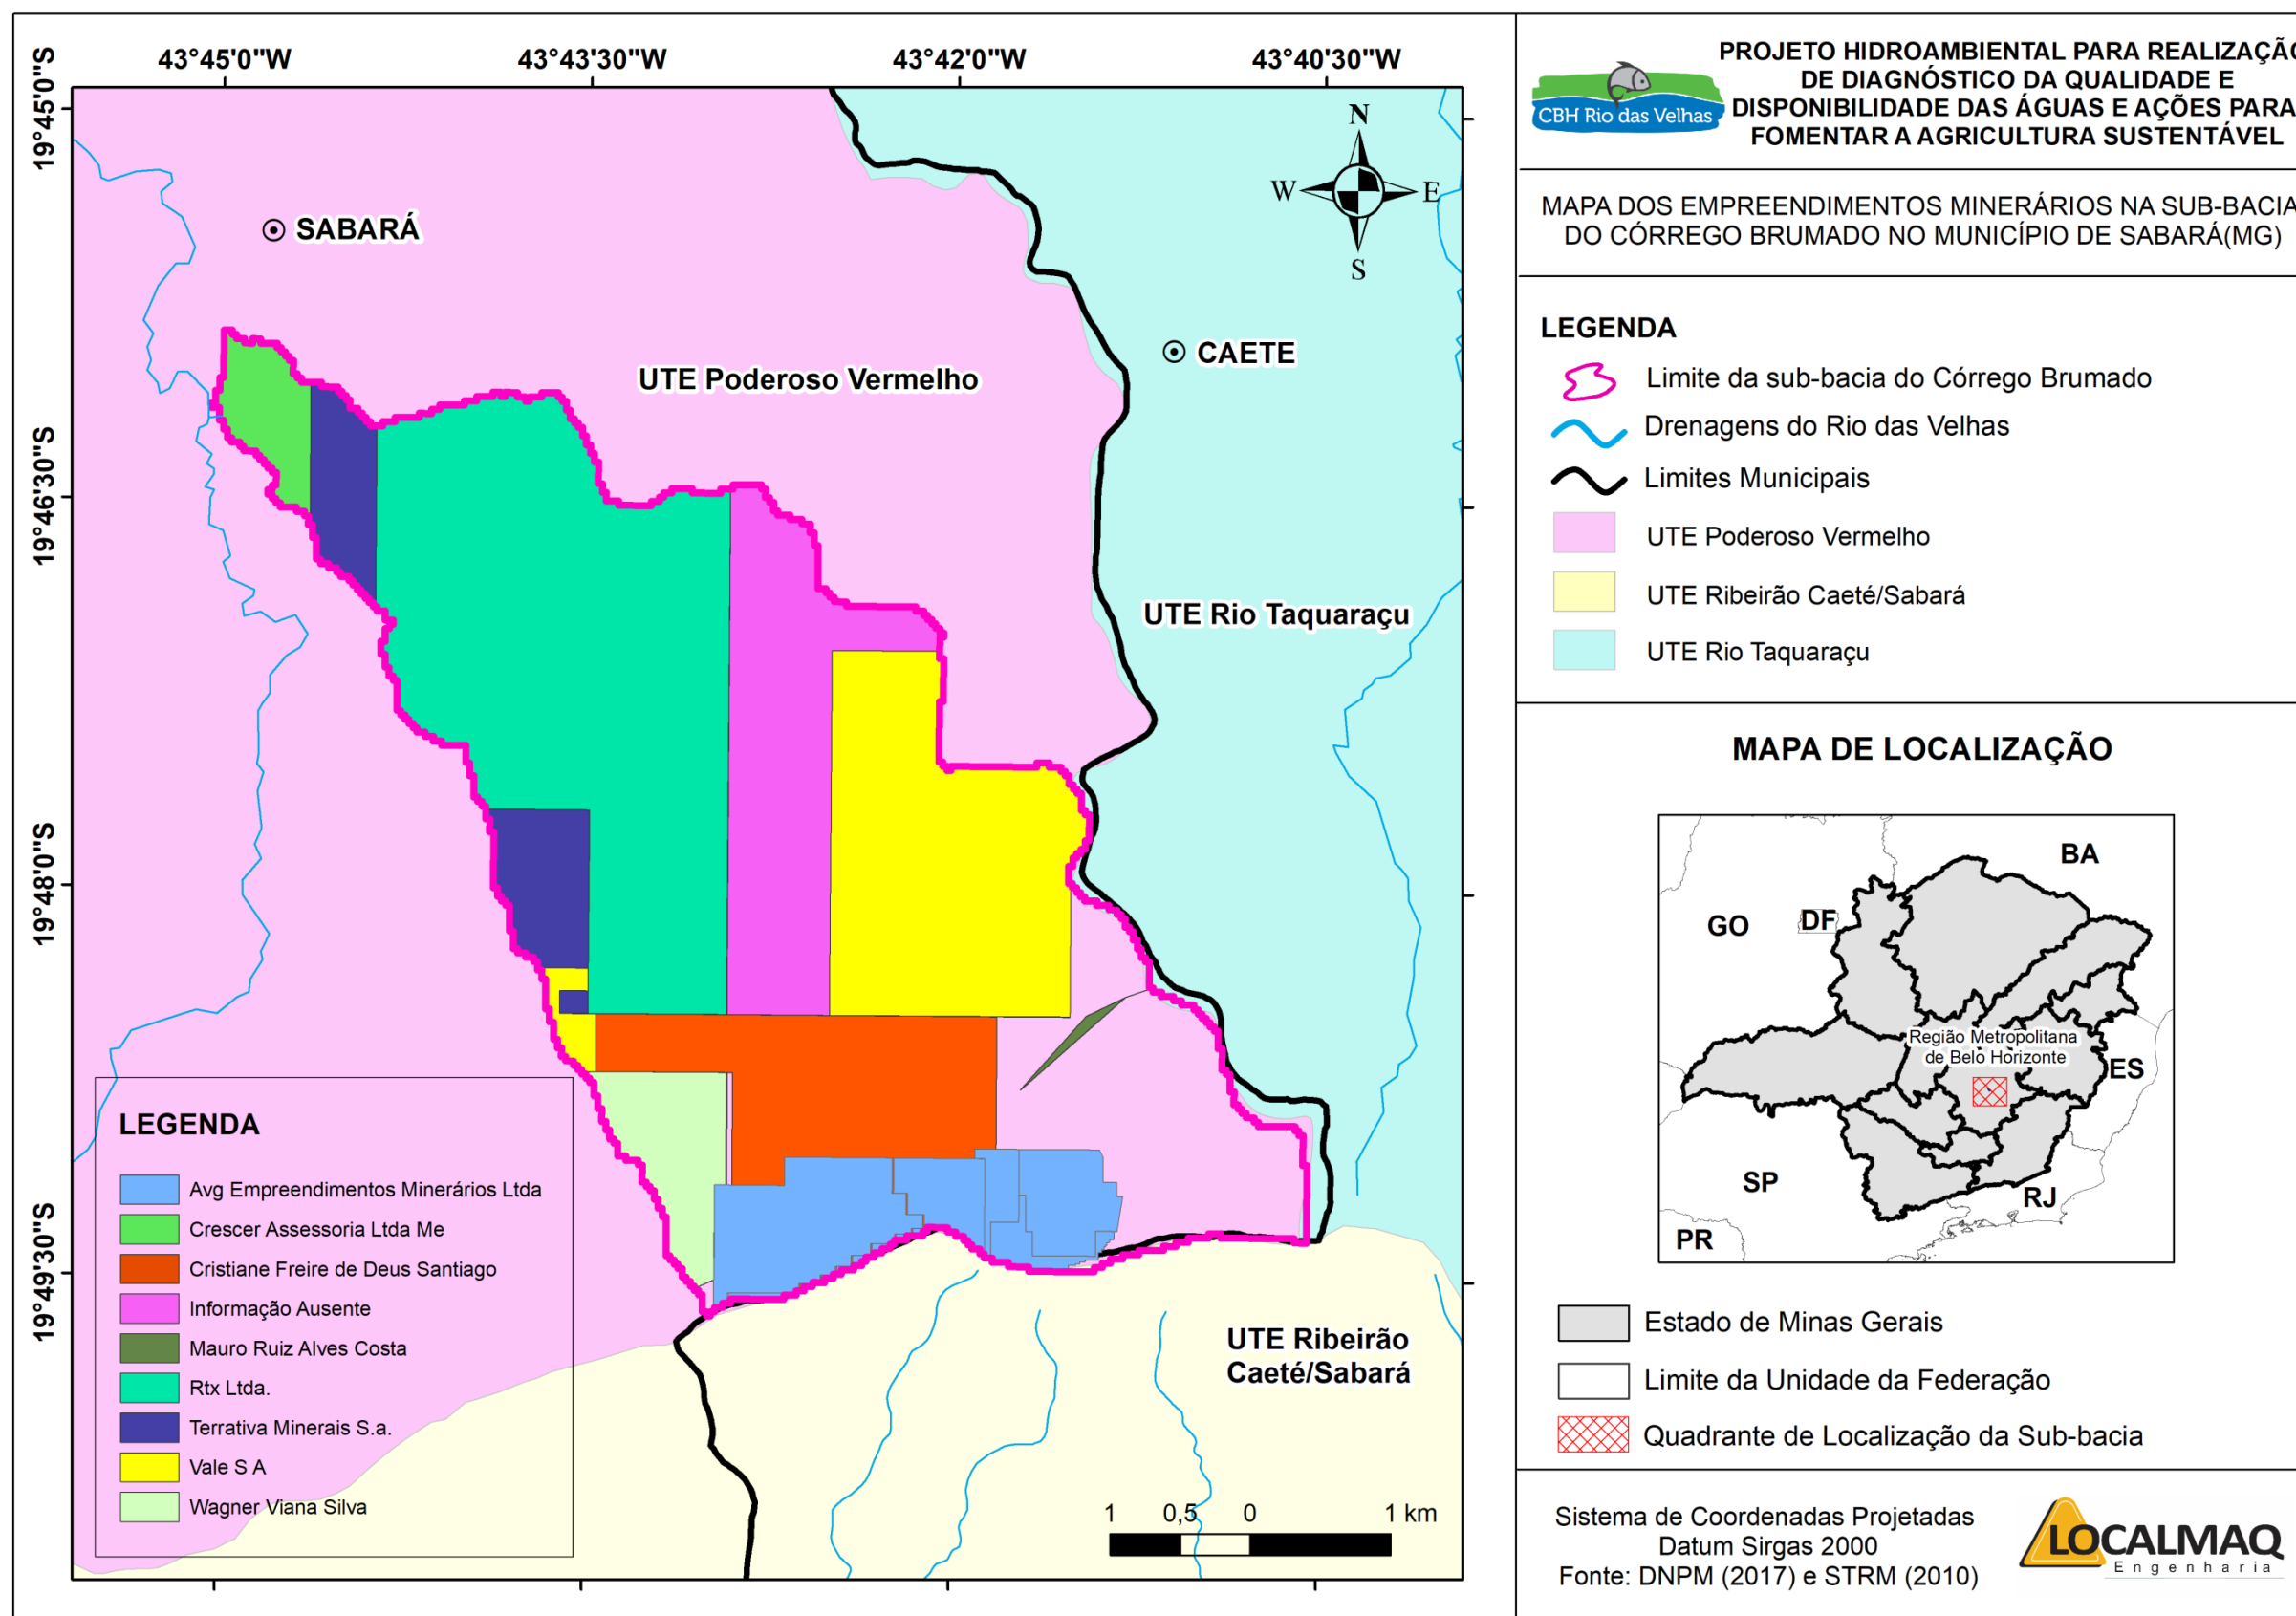 43°45'0"W
43°43'30"W
43°42'0"W
43°40'30"W
19°45'0"S
19°46'30"S
19°48'0"S
19°49'30"S
N
W
E
S
SABARÁ
CAETE
UTE Poderoso Vermelho
UTE Rio Taquaraçu
UTE Ribeirão
Caeté/Sabará
LEGENDA
Avg Empreendimentos Minerários Ltda
Crescer Assessoria Ltda Me
Cristiane Freire de Deus Santiago
Informação Ausente
Mauro Ruiz Alves Costa
Rtx Ltda.
Terrativa Minerais S.a.
Vale S A
Wagner Viana Silva
1 0,5 0 1 km
CBH Rio das Velhas
PROJETO HIDROAMBIENTAL PARA REALIZAÇÃO
DE DIAGNÓSTICO DA QUALIDADE E
DISPONIBILIDADE DAS ÁGUAS E AÇÕES PARA
FOMENTAR A AGRICULTURA SUSTENTÁVEL
MAPA DOS EMPREENDIMENTOS MINERÁRIOS NA SUB-BACIA
DO CÓRREGO BRUMADO NO MUNICÍPIO DE SABARÁ(MG)
LEGENDA
Limite da sub-bacia do Córrego Brumado
Drenagens do Rio das Velhas
Limites Municipais
UTE Poderoso Vermelho
UTE Ribeirão Caeté/Sabará
UTE Rio Taquaraçu
MAPA DE LOCALIZAÇÃO
BA
GO
DF
Região Metropolitana
de Belo Horizonte
ES
SP
RJ
PR
Estado de Minas Gerais
Limite da Unidade da Federação
Quadrante de Localização da Sub-bacia
Sistema de Coordenadas Projetadas
Datum Sirgas 2000
Fonte: DNPM (2017) e STRM (2010)
LOCALMAQ
Engenharia